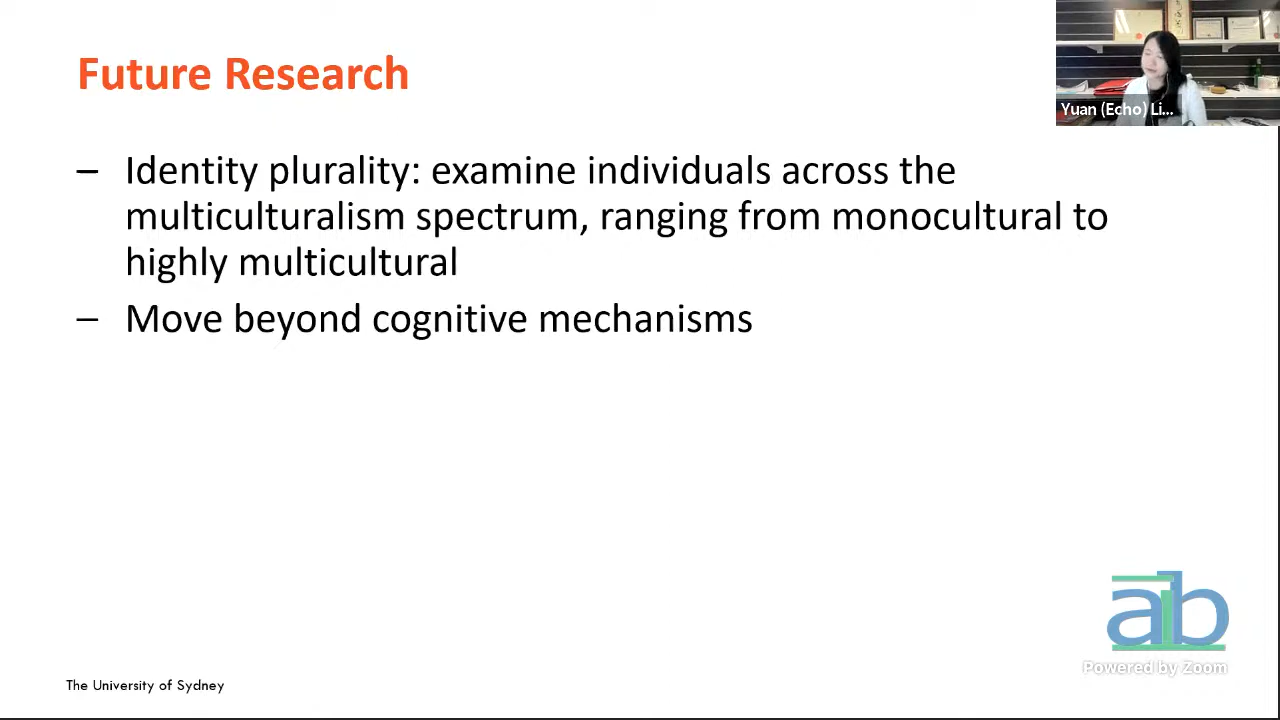 Future Research
Yuan (Echo) Li...
– Identity plurality: examine individuals across the
multiculturalism spectrum, ranging from monocultural to
highly multicultural
– Move beyond cognitive mechanisms
aib
Powered by Zoom
The University of Sydney